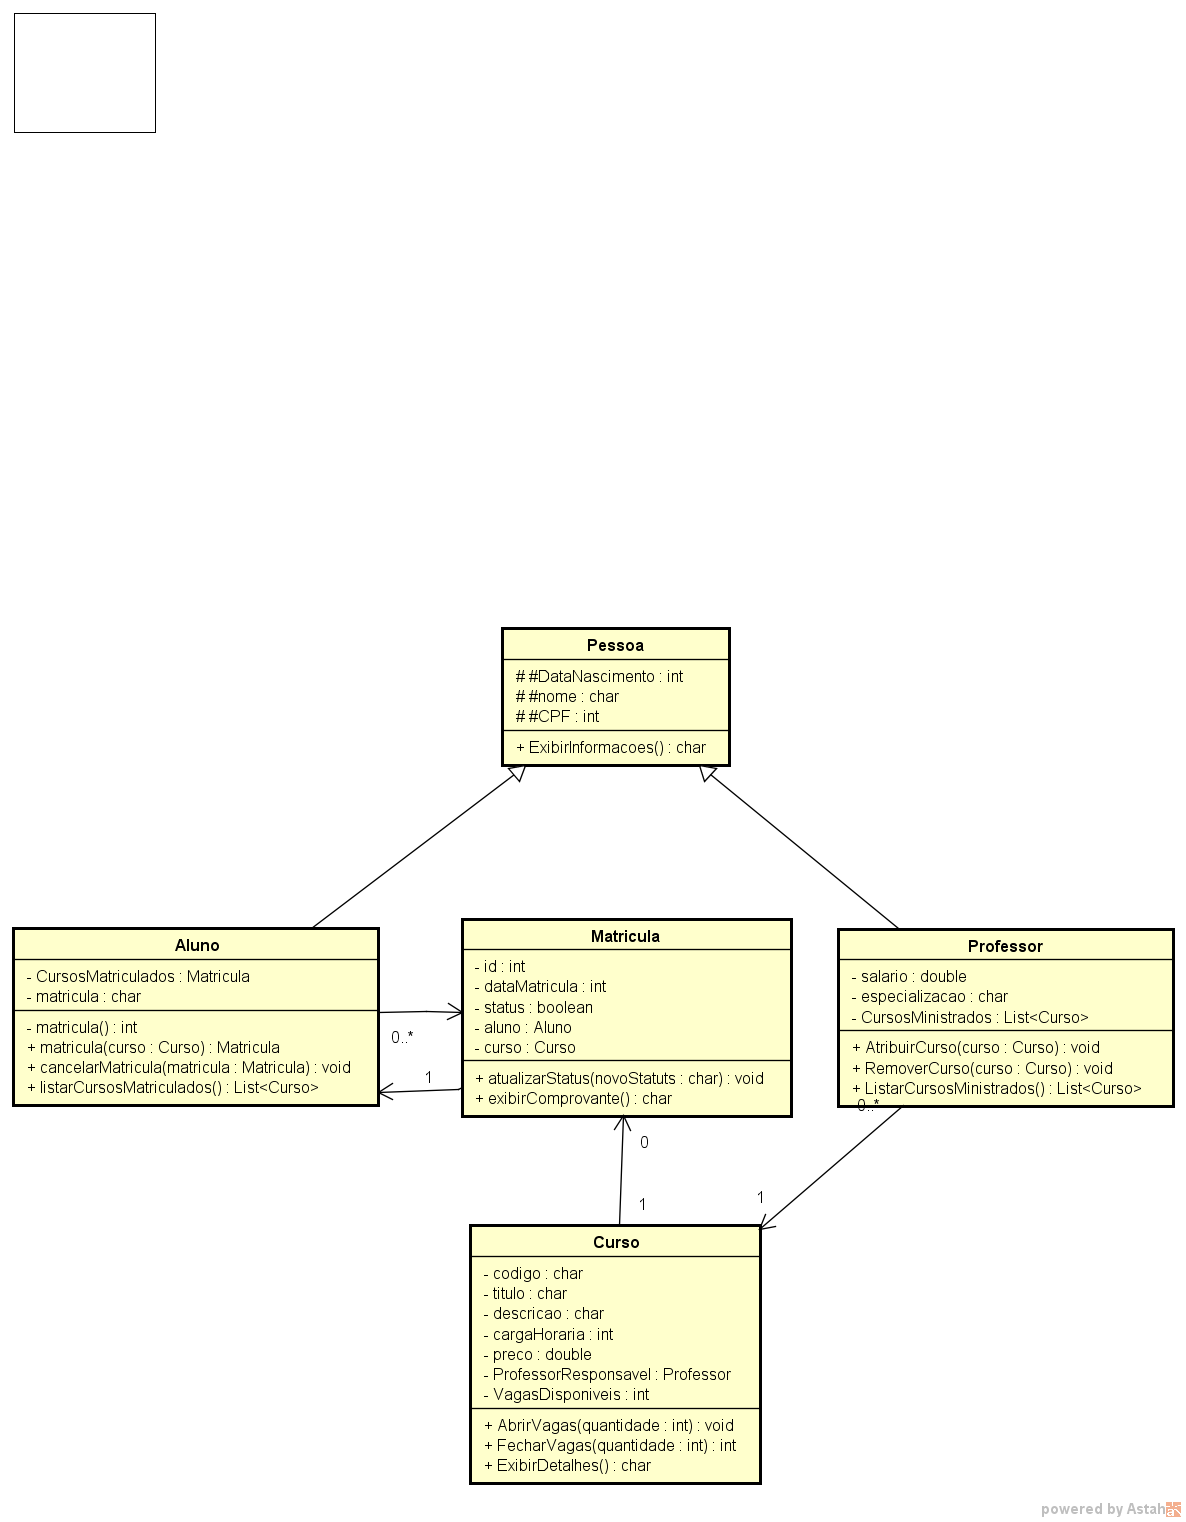 Pessoa
# #DataNascimento : int
# #nome : char
# #CPF : int
+ ExibirInformacoes() : char
Aluno
- CursosMatriculados : Matricula
- matricula : char
- matricula() : int
+ matricula(curso : Curso) : Matricula
+ cancelarMatricula(matricula : Matricula) : void
+ listarCursosMatriculados() : List<Curso>
0..*
1
Matricula
- id : int
- dataMatricula : int
- status : boolean
- aluno : Aluno
- curso : Curso
+ atualizarStatus(novoStatuts : char) : void
+ exibirComprovante() : char
Professor
- salario : double
- especializacao : char
- CursosMinistrados : List<Curso>
+ AtribuirCurso(curso : Curso) : void
+ RemoverCurso(curso : Curso) : void
+ ListarCursosMinistrados() : List<Curso>
0..*
0
1
1
Curso
- codigo : char
- titulo : char
- descricao : char
- cargaHoraria : int
- preco : double
- ProfessorResponsavel : Professor
- VagasDisponiveis : int
+ AbrirVagas(quantidade : int) : void
+ FecharVagas(quantidade : int) : int
+ ExibirDetalhes() : char
powered by Astah